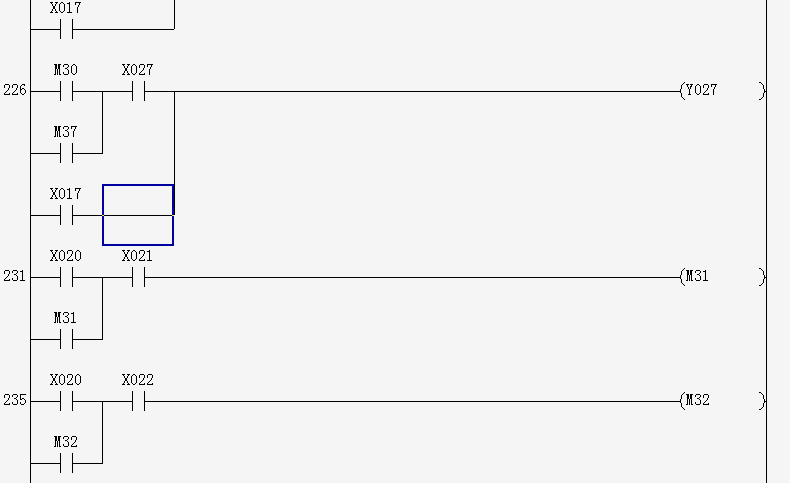 X017
M30 X027
226 (Y027 )
M37
X017
X020 X021
231 (M31 )
M31
X020 X022
235 (M32 )
M32